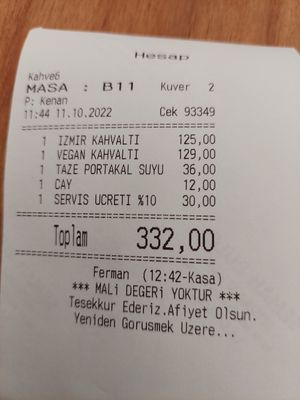 Hesap
Kahve6
MASA : B11 Kuver 2
P: Kenan
11:44 11.10.2022 Cek 93349
1 IZMIR KAHVALTI 125,00
1 VEGAN KAHVALTI 129,00
1 TAZE PORTAKAL SUYU 36,00
1 CAY 12,00
1 SERVIS UCRETI %10 30,00
Toplam 332,00
Ferman (12:42-Kasa)
*** MALi DEGERi YOKTUR ***
Tesekkur Ederiz.Afiyet Olsun.
Yeniden Gorusmek Uzere...